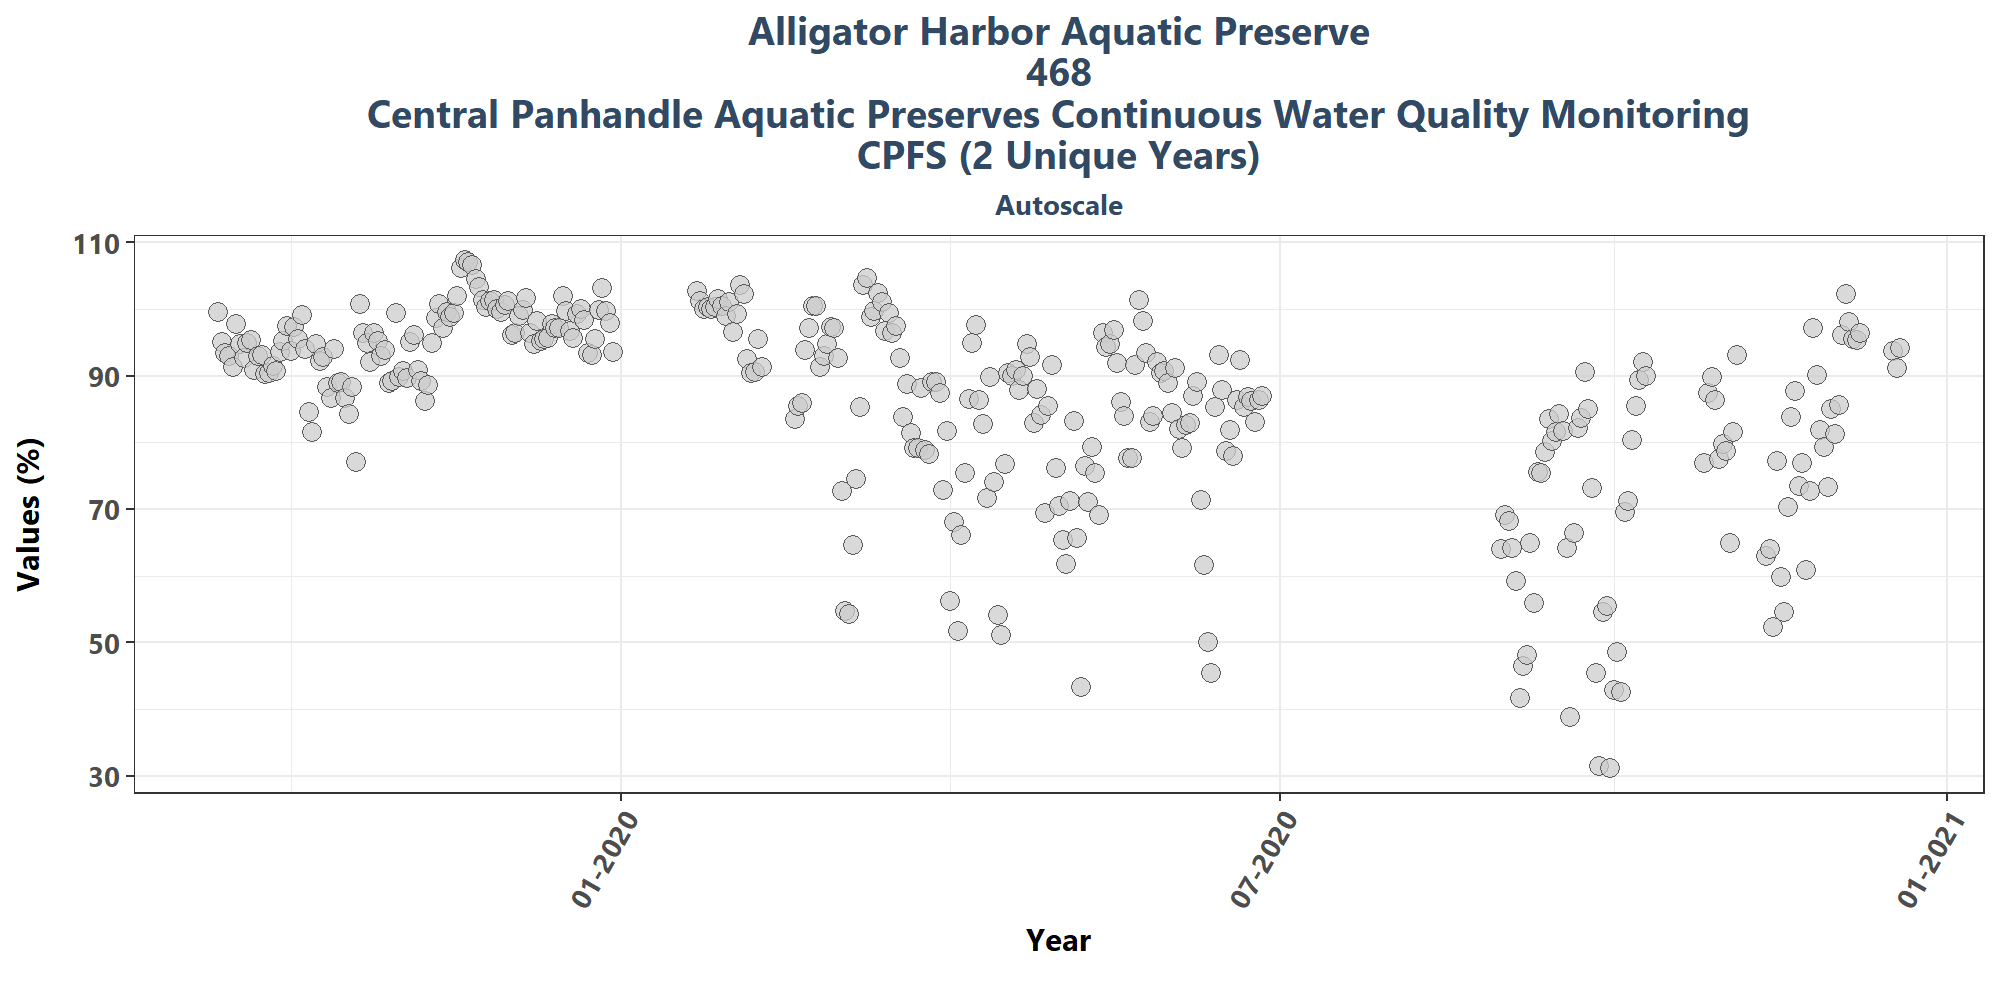 Alligator Harbor Aquatic Preserve
468
Central Panhandle Aquatic Preserves Continuous Water Quality Monitoring
CPFS (2 Unique Years)
Autoscale
110
90
70
50
30
Values (%)
01-2020
07-2020
01-2021
Year